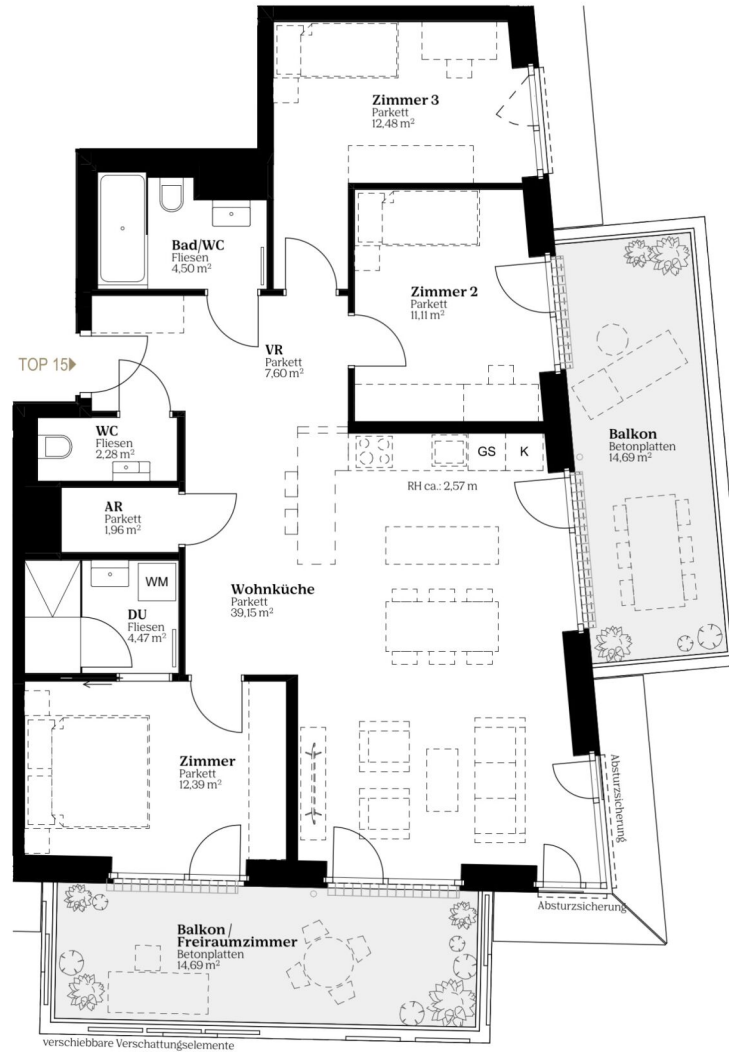 Zimmer 3
Parkett
12,48 m²
Bad/WC
Fliesen
4,50 m²
Zimmer 2
Parkett
11,11 m²
VR
Parkett
7,60 m²
TOP 15
WC
Fliesen
2,28 m²
GS
K
RH ca.: 2,57 m
Balkon
Betonplatten
14,69 m²
AR
Parkett
1,96 m²
WM
DU
Fliesen
4,47 m²
Wohnküche
Parkett
39,15 m²
Zimmer
Parkett
12,39 m²
Absturzsicherung
Absturzsicherung
Balkon /
Freiraumzimmer
Betonplatten
14,69 m²
verschiebbare Verschattungselemente